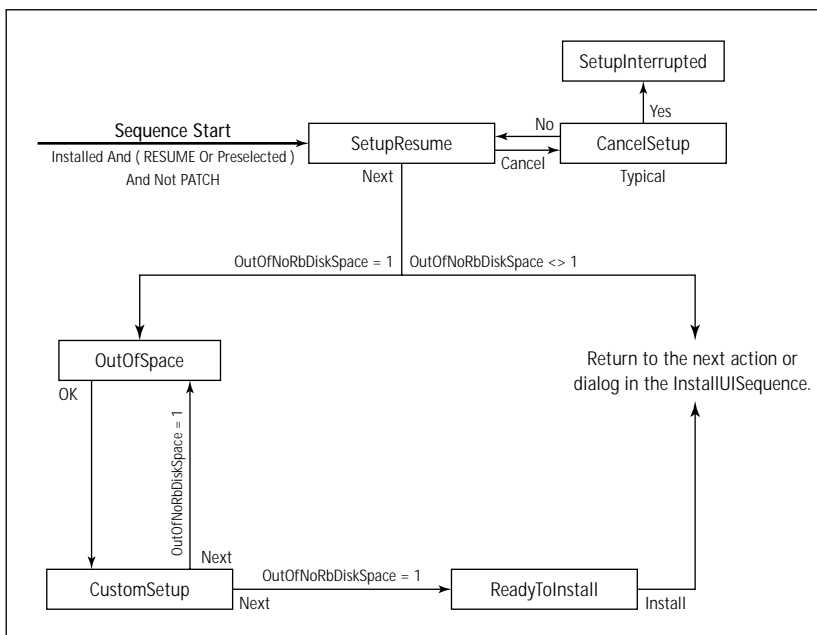 SetupInterrupted
Yes
Sequence Start
Installed And ( RESUME Or Preselected )
And Not PATCH
SetupResume
No
Cancel
CancelSetup
Typical
Next
OutOfNoRbDiskSpace = 1
OutOfNoRbDiskSpace <> 1
OutOfSpace
OK
Return to the next action or
dialog in the InstallUISequence.
OutOfNoRbDiskSpace = 1
Next
CustomSetup
Next
OutOfNoRbDiskSpace = 1
ReadyToInstall
Install